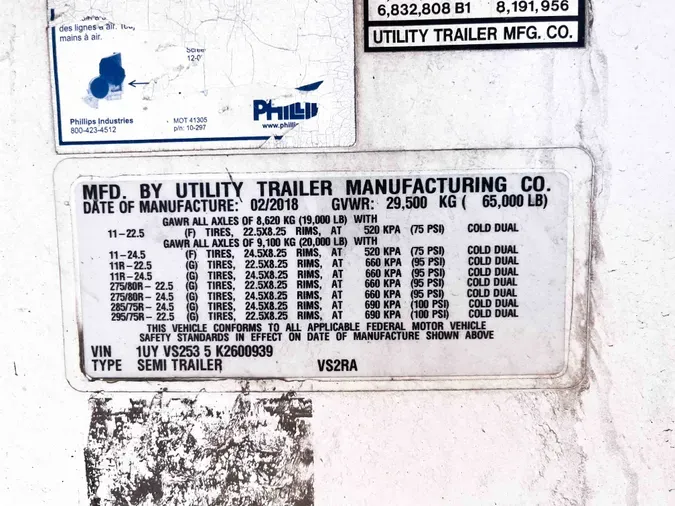 des lignes à air.
mains à air.
Phillips Industries
800-423-4512
MOT 41305
p/n: 10-297
6,832,808 B1 8,191,956
UTILITY TRAILER MFG. CO.
MFD. BY UTILITY TRAILER MANUFACTURING CO.
DATE OF MANUFACTURE: 02/2018 GVWR: 29,500 KG ( 65,000 LB)
GAWR ALL AXLES OF 8,620 KG (19,000 LB) WITH
11-22.5 (F) TIRES, 22.5X8.25 RIMS, AT 520 KPA (75 PSI) COLD DUAL
GAWR ALL AXLES OF 9,100 KG (20,000 LB) WITH
11-24.5 (F) TIRES, 24.5X8.25 RIMS, AT 520 KPA (75 PSI) COLD DUAL
11R-22.5 (G) TIRES, 22.5X8.25 RIMS, AT 660 KPA (95 PSI) COLD DUAL
11R-24.5 (G) TIRES, 24.5X8.25 RIMS, AT 660 KPA (95 PSI) COLD DUAL
275/80R- 22.5 (G) TIRES, 22.5X8.25 RIMS, AT 660 KPA (95 PSI) COLD DUAL
275/80R- 24.5 (G) TIRES, 24.5X8.25 RIMS, AT 660 KPA (95 PSI) COLD DUAL
285/75R- 24.5 (G) TIRES, 24.5X8.25 RIMS, AT 690 KPA (100 PSI) COLD DUAL
295/75R- 22.5 (G) TIRES, 22.5X8.25 RIMS, AT 690 KPA (100 PSI) COLD DUAL
THIS VEHICLE CONFORMS TO ALL APPLICABLE FEDERAL MOTOR VEHICLE
SAFETY STANDARDS IN EFFECT ON DATE OF MANUFACTURE SHOWN ABOVE
VIN 1UY VS253 5 K2600939
TYPE SEMI TRAILER VS2RA